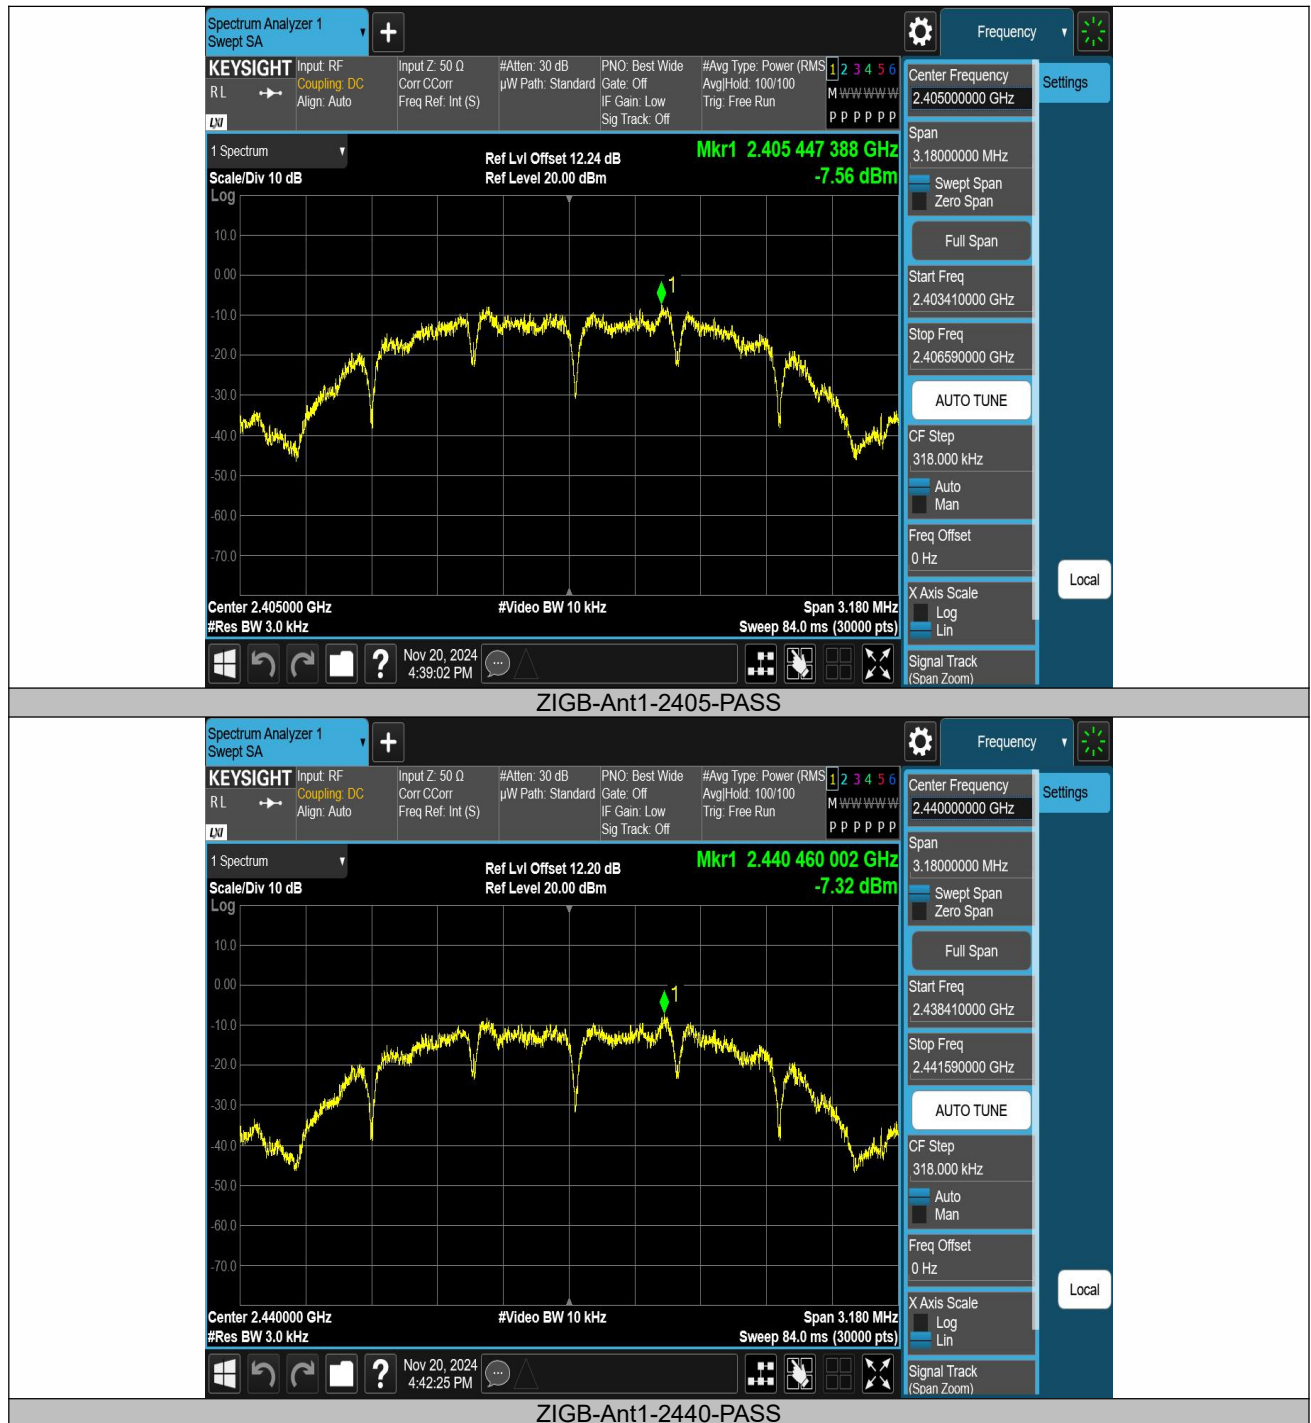 Spectrum Analyzer 1
Swept SA
Frequency
KEYSIGHT
RL
LXI
Input: RF
Coupling: DC
Align: Auto
Input Z: 50 Ω
Corr CCorr
Freq Ref: Int (S)
#Atten: 30 dB
µW Path: Standard
PNO: Best Wide
Gate: Off
IF Gain: Low
Sig Track: Off
#Avg Type: Power (RMS
Avg|Hold: 100/100
Trig: Free Run
1 2 3 4 5 6
M W W W W W
P P P P P P
1 Spectrum
Scale/Div 10 dB
Ref Lvl Offset 12.24 dB
Ref Level 20.00 dBm
Mkr1 2.405 447 388 GHz
-7.56 dBm
Log
10.0
0.00
-10.0
-20.0
-30.0
-40.0
-50.0
-60.0
-70.0
1
Center 2.405000 GHz
#Res BW 3.0 kHz
#Video BW 10 kHz
Span 3.180 MHz
Sweep 84.0 ms (30000 pts)
Center Frequency
2.405000000 GHz
Settings
Span
3.18000000 MHz
Swept Span
Zero Span
Full Span
Start Freq
2.403410000 GHz
Stop Freq
2.406590000 GHz
AUTO TUNE
CF Step
318.000 kHz
Auto
Man
Freq Offset
0 Hz
Local
X Axis Scale
Log
Lin
Signal Track
(Span Zoom)
?
Nov 20, 2024
4:39:02 PM
ZIGB-Ant1-2405-PASS
Spectrum Analyzer 1
Swept SA
Frequency
KEYSIGHT
RL
LXI
Input: RF
Coupling: DC
Align: Auto
Input Z: 50 Ω
Corr CCorr
Freq Ref: Int (S)
#Atten: 30 dB
µW Path: Standard
PNO: Best Wide
Gate: Off
IF Gain: Low
Sig Track: Off
#Avg Type: Power (RMS
Avg|Hold: 100/100
Trig: Free Run
1 2 3 4 5 6
M W W W W W
P P P P P P
1 Spectrum
Scale/Div 10 dB
Ref Lvl Offset 12.20 dB
Ref Level 20.00 dBm
Mkr1 2.440 460 002 GHz
-7.32 dBm
Log
10.0
0.00
-10.0
-20.0
-30.0
-40.0
-50.0
-60.0
-70.0
1
Center 2.440000 GHz
#Res BW 3.0 kHz
#Video BW 10 kHz
Span 3.180 MHz
Sweep 84.0 ms (30000 pts)
Center Frequency
2.440000000 GHz
Settings
Span
3.18000000 MHz
Swept Span
Zero Span
Full Span
Start Freq
2.438410000 GHz
Stop Freq
2.441590000 GHz
AUTO TUNE
CF Step
318.000 kHz
Auto
Man
Freq Offset
0 Hz
Local
X Axis Scale
Log
Lin
Signal Track
(Span Zoom)
?
Nov 20, 2024
4:42:25 PM
ZIGB-Ant1-2440-PASS